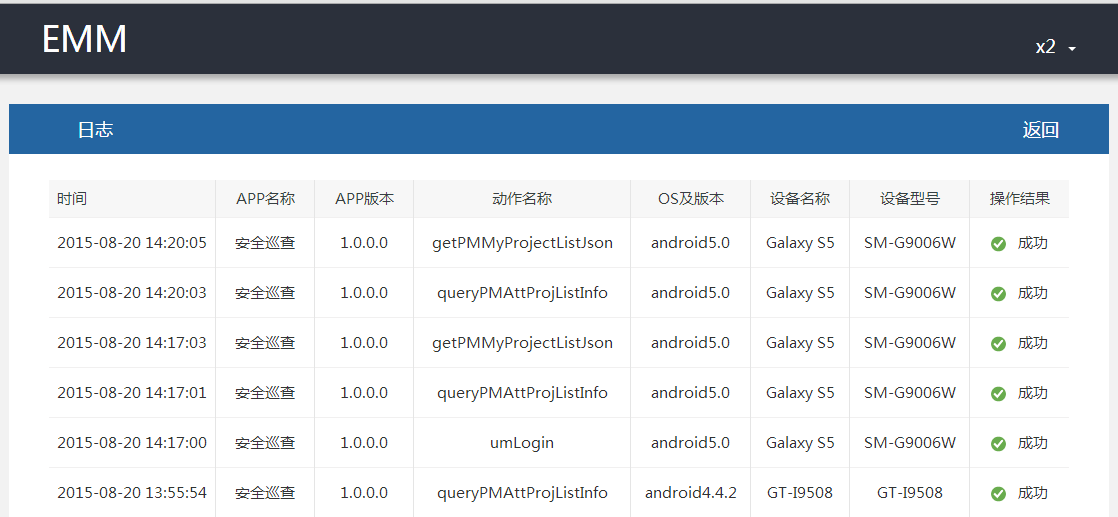 EMM
x2
日志 返回
时间 APP名称 APP版本 动作名称 OS及版本 设备名称 设备型号 操作结果
2015-08-20 14:20:05 安全巡查 1.0.0.0 getPMMyProjectListJson android5.0 Galaxy S5 SM-G9006W 成功
2015-08-20 14:20:03 安全巡查 1.0.0.0 queryPMAttProjListInfo android5.0 Galaxy S5 SM-G9006W 成功
2015-08-20 14:17:03 安全巡查 1.0.0.0 getPMMyProjectListJson android5.0 Galaxy S5 SM-G9006W 成功
2015-08-20 14:17:01 安全巡查 1.0.0.0 queryPMAttProjListInfo android5.0 Galaxy S5 SM-G9006W 成功
2015-08-20 14:17:00 安全巡查 1.0.0.0 umLogin android5.0 Galaxy S5 SM-G9006W 成功
2015-08-20 13:55:54 安全巡查 1.0.0.0 queryPMAttProjListInfo android4.4.2 GT-I9508 GT-I9508 成功